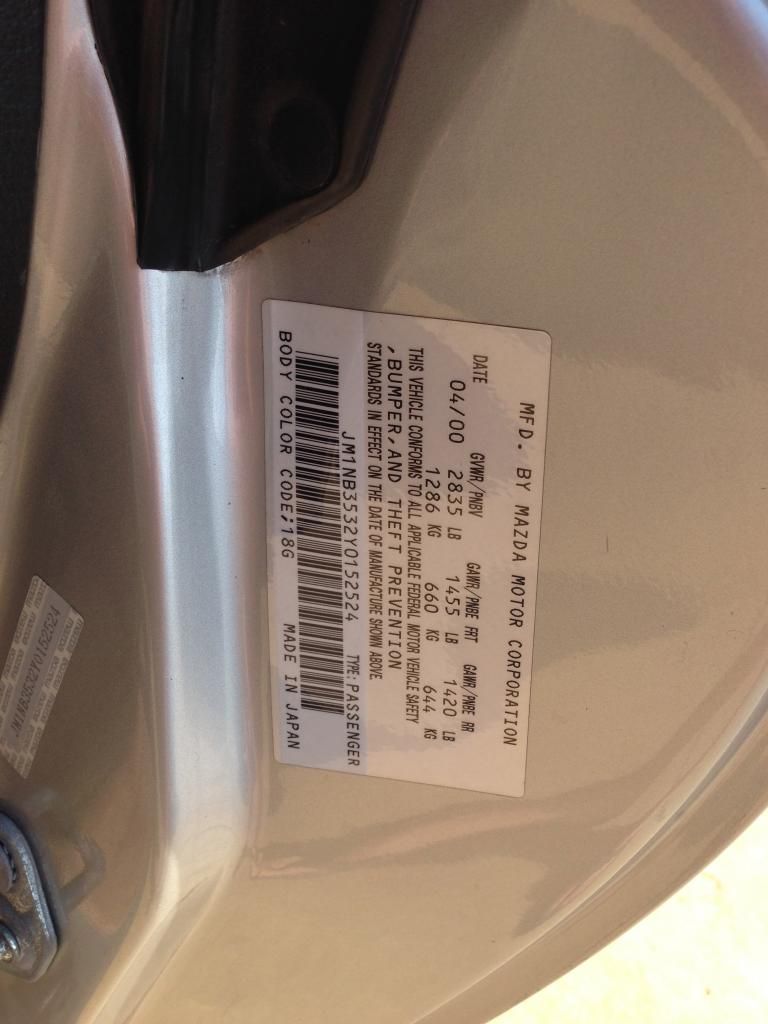 MFD. BY MAZDA MOTOR CORPORATION
DATE GVWR/PNBV GAWR/PNBE FRT GAWR/PNBE RR
04/00 2835 LB 1455 LB 1420 LB
1286 KG 660 KG 644 KG
THIS VEHICLE CONFORMS TO ALL APPLICABLE FEDERAL MOTOR VEHICLE SAFETY
,BUMPER,AND THEFT PREVENTION
STANDARDS IN EFFECT ON THE DATE OF MANUFACTURE SHOWN ABOVE
JM1NB3532Y0152524 TYPE: PASSENGER
BODY COLOR CODE;18G MADE IN JAPAN
JM1NB3532Y0152524